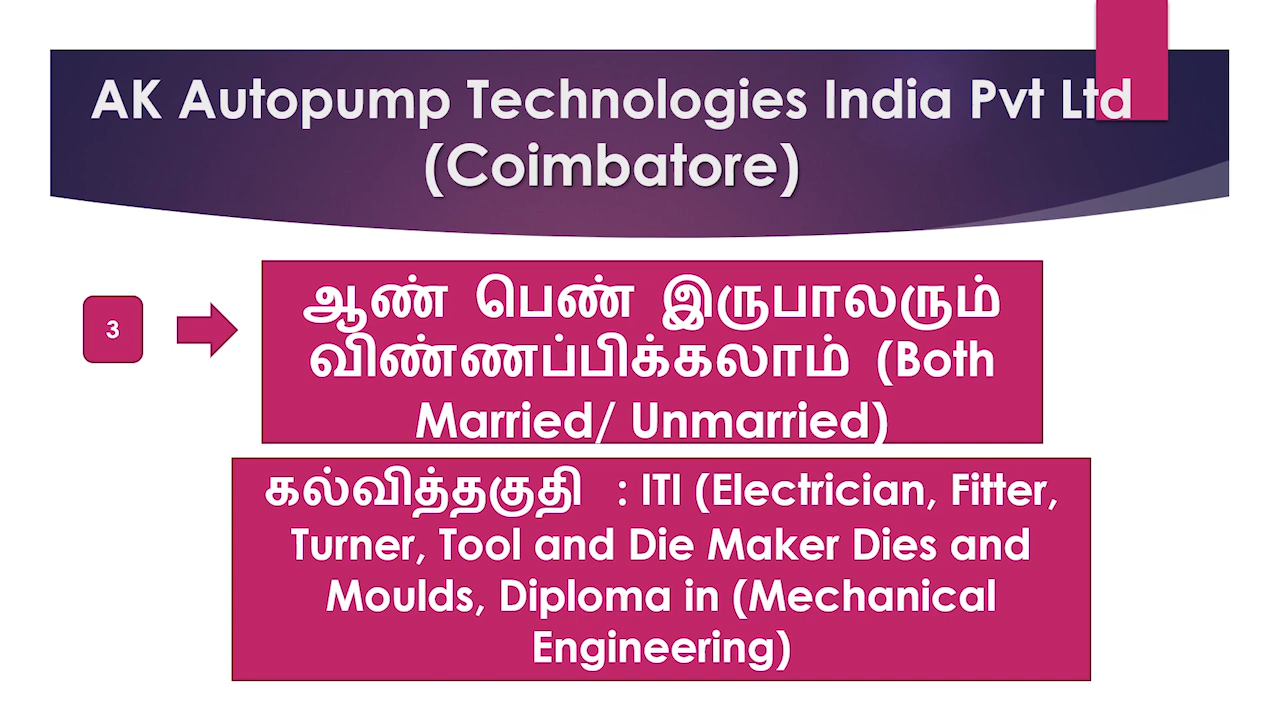 AK Autopump Technologies India Pvt Ltd
(Coimbatore)
3
ஆண் பெண் இருபாலரும்
விண்ணப்பிக்கலாம் (Both
Married/ Unmarried)
கல்வித்தகுதி : ITI (Electrician, Fitter,
Turner, Tool and Die Maker Dies and
Moulds, Diploma in (Mechanical
Engineering)